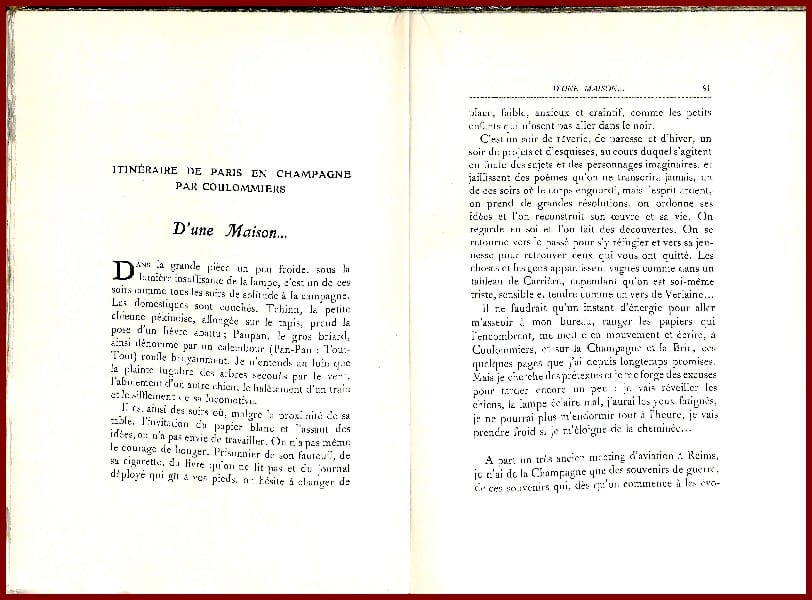 ITINÉRAIRE DE PARIS EN CHAMPAGNE
PAR COULOMMIERS
D'une Maison...
DANS la grande pièce un peu froide, sous la
lumière insuffisante de la lampe, c'est un de ces
soirs comme tous les soirs de solitude à la campagne.
Les domestiques sont couchés. la petite
chienne pékinoise, allongée sur le tapis, prend la
pose d'un lièvre abattu ; Panpan, le gros briard,
ainsi dénommé par un calembour (Pan-Pan : Tout-
Tout) ronfle bruyamment. Je n'entends au loin que
la plainte lugubre des arbres secoués par le vent,
l'aboiement d'un autre chien, le halètement d'un train
et le sifflement de sa locomotive.
Il est ainsi des soirs où, malgré la proximité de sa
table, l'invitation du papier blanc et l'assaut des
idées, on n'a pas envie de travailler. On n'a pas même
le courage de bouger. Prisonnier de son fauteuil, de
sa cigarette, du livre qu'on ne lit pas et du journal
déployé qui gît à vos pieds, on hésite à changer de
D'UNE MAISON...
place, faible, anxieux et craintif, comme les petits
enfants qui n'osent pas aller dans le noir.
C'est un soir de rêverie, de paresse et d'hiver, un
soir de projets et d'esquisses, au cours duquel s'agitent
en foule des sujets et des personnages imaginaires, et
jaillissent des poèmes qu'on ne transcrira jamais, un
de ces soirs où le corps engourdi, mais l'esprit ardent,
on prend de grandes résolutions, on ordonne ses
idées et l'on reconstruit son œuvre et sa vie. On
regarde en soi et l'on fait des découvertes. On se
retourne vers le passé pour s'y réfugier et vers sa jeu-
nesse pour retrouver ceux qui vous ont quitté. Les
choses et les gens apparaissent vagues comme dans un
tableau de Carrière, cependant qu'on est soi-même
triste, sensible et tendre comme un vers de Verlaine...
Il ne faudrait qu'un instant d'énergie pour aller
m'asseoir à mon bureau, ranger les papiers qui
l'encombrent, me mettre en mouvement et écrire, à
Coulommiers, et sur la Champagne et la Brie, ces
quelques pages que j'ai depuis longtemps promises.
Mais je cherche des prétextes et je me forge des excuses
pour tarder encore un peu : je vais réveiller les
chiens, la lampe éclaire mal, j'aurai les yeux fatigués,
je ne pourrai plus m'endormir tout à l'heure, je vais
prendre froid si je m'éloigne de la cheminée...
A part un très ancien meeting d'aviation à Reims,
je n'ai de la Champagne que des souvenirs de guerre,
de ces souvenirs qui, dès qu'on commence à les évo-